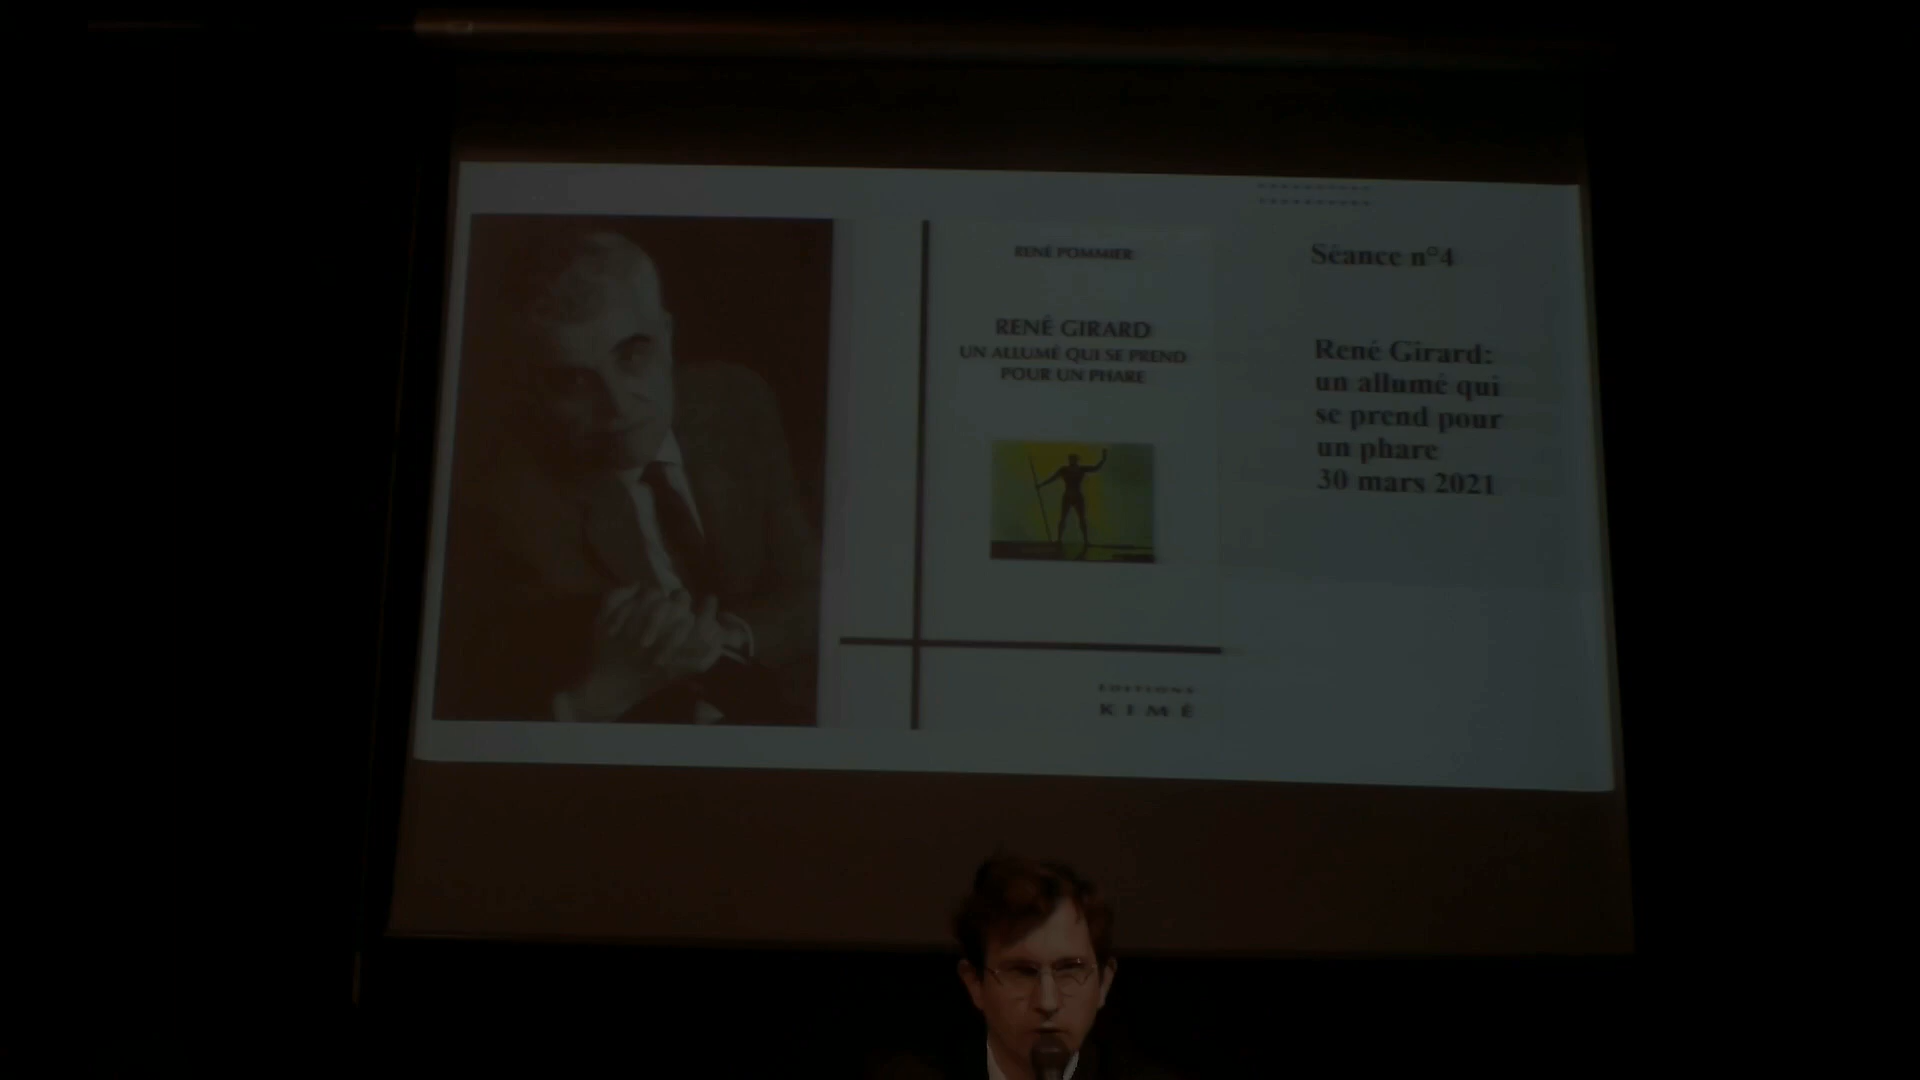 RENÉ POMMIER
RENÉ GIRARD
UN ALLUMÉ QUI SE PREND
POUR UN PHARE
EDITIONS
KIMÉ
Séance n°4
René Girard:
un allumé qui
se prend pour
un phare
30 mars 2021